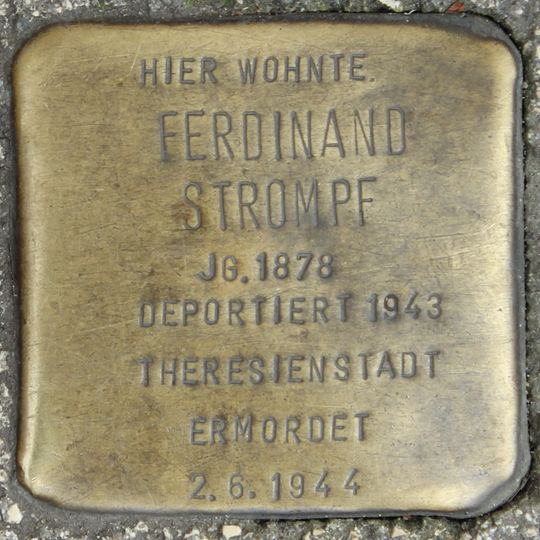 HIER WOHNTE
FERDINAND
STROMPF
JG. 1878
DEPORTIERT 1943
THERESIENSTADT
ERMORDET
2.6.1944